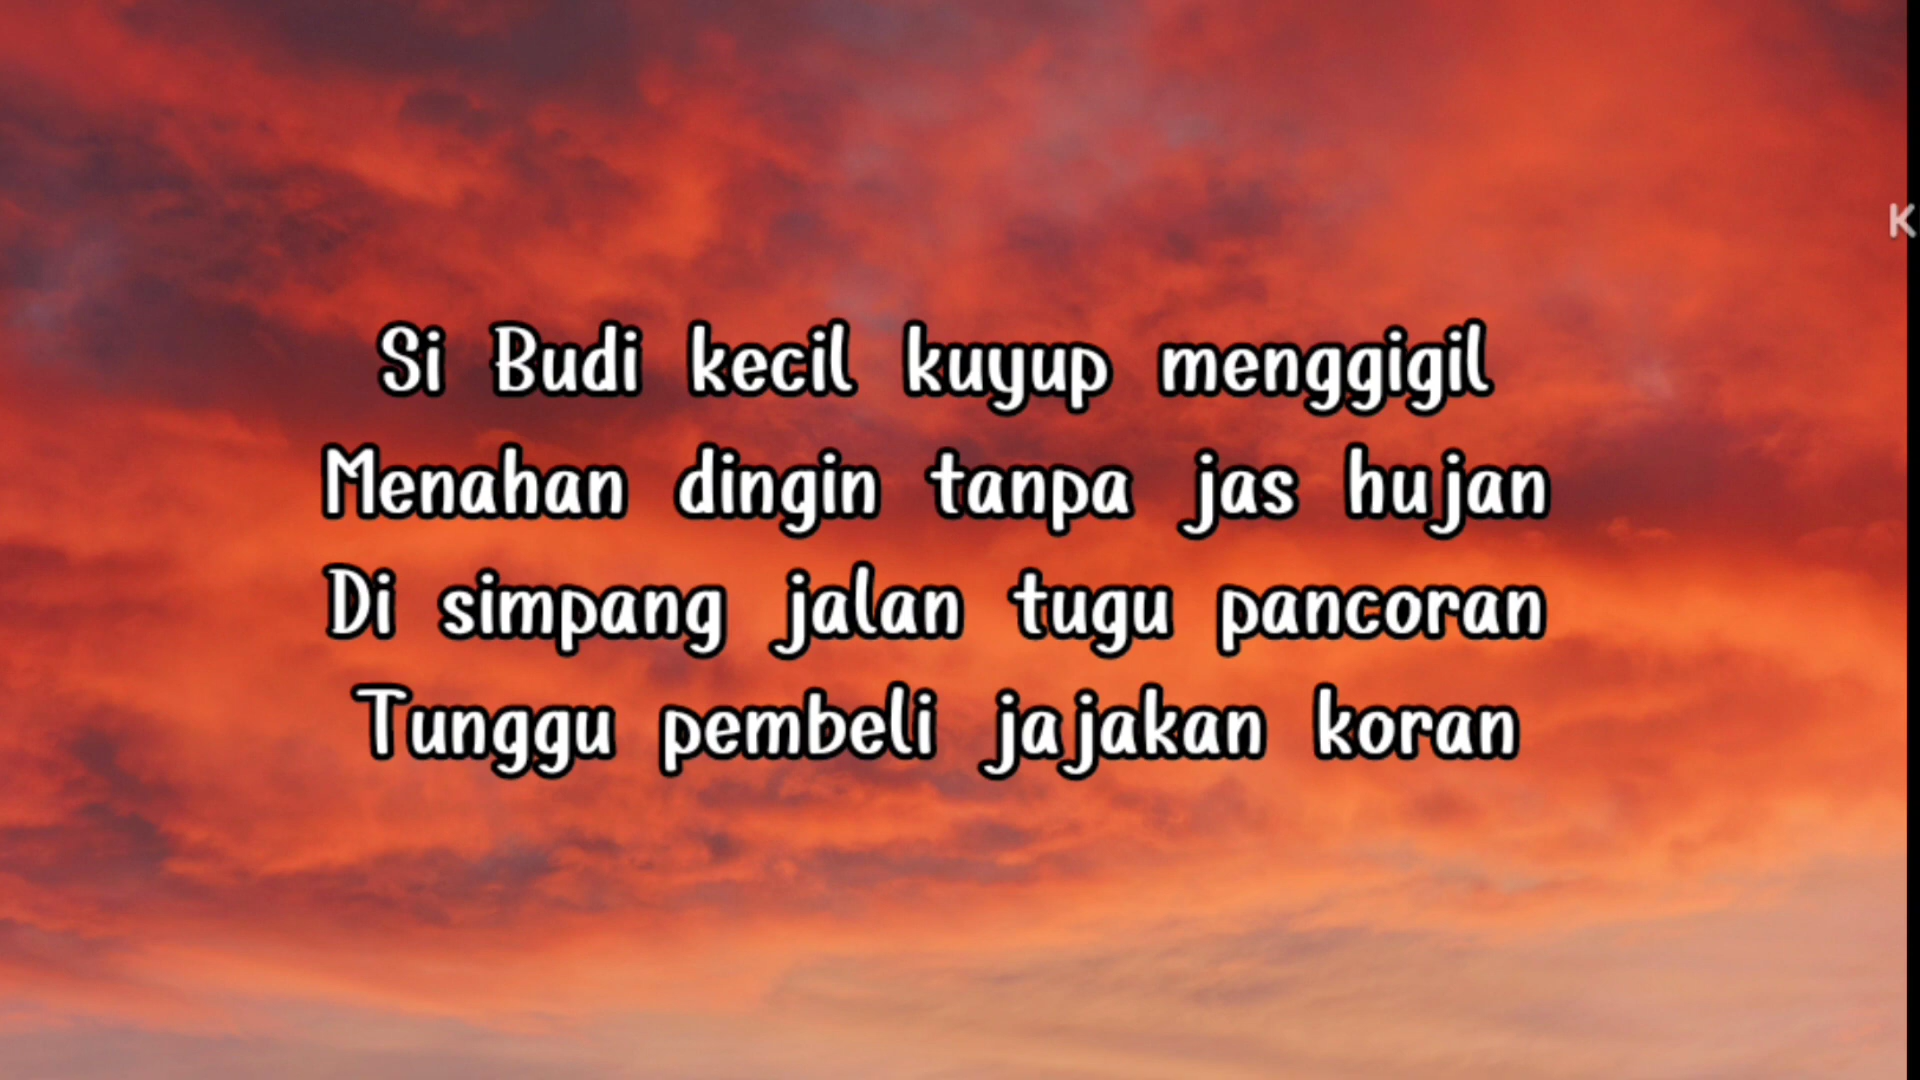 Si Budi kecil kuyup menggigil
Menahan dingin tanpa jas hujan
Di simpang jalan tugu pancoran
Tunggu pembeli jajakan koran
K